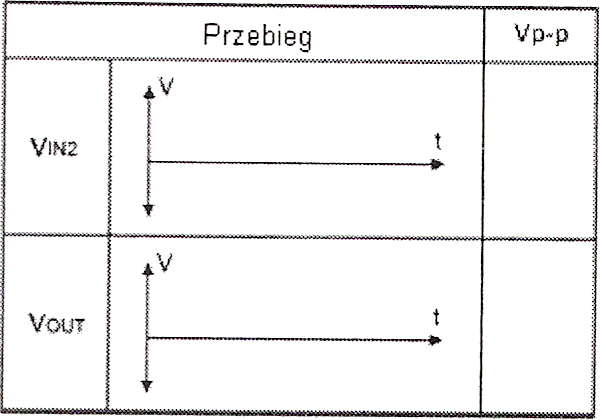 Przebieg Vp-p
V
VIN2 t
V
VOUT t